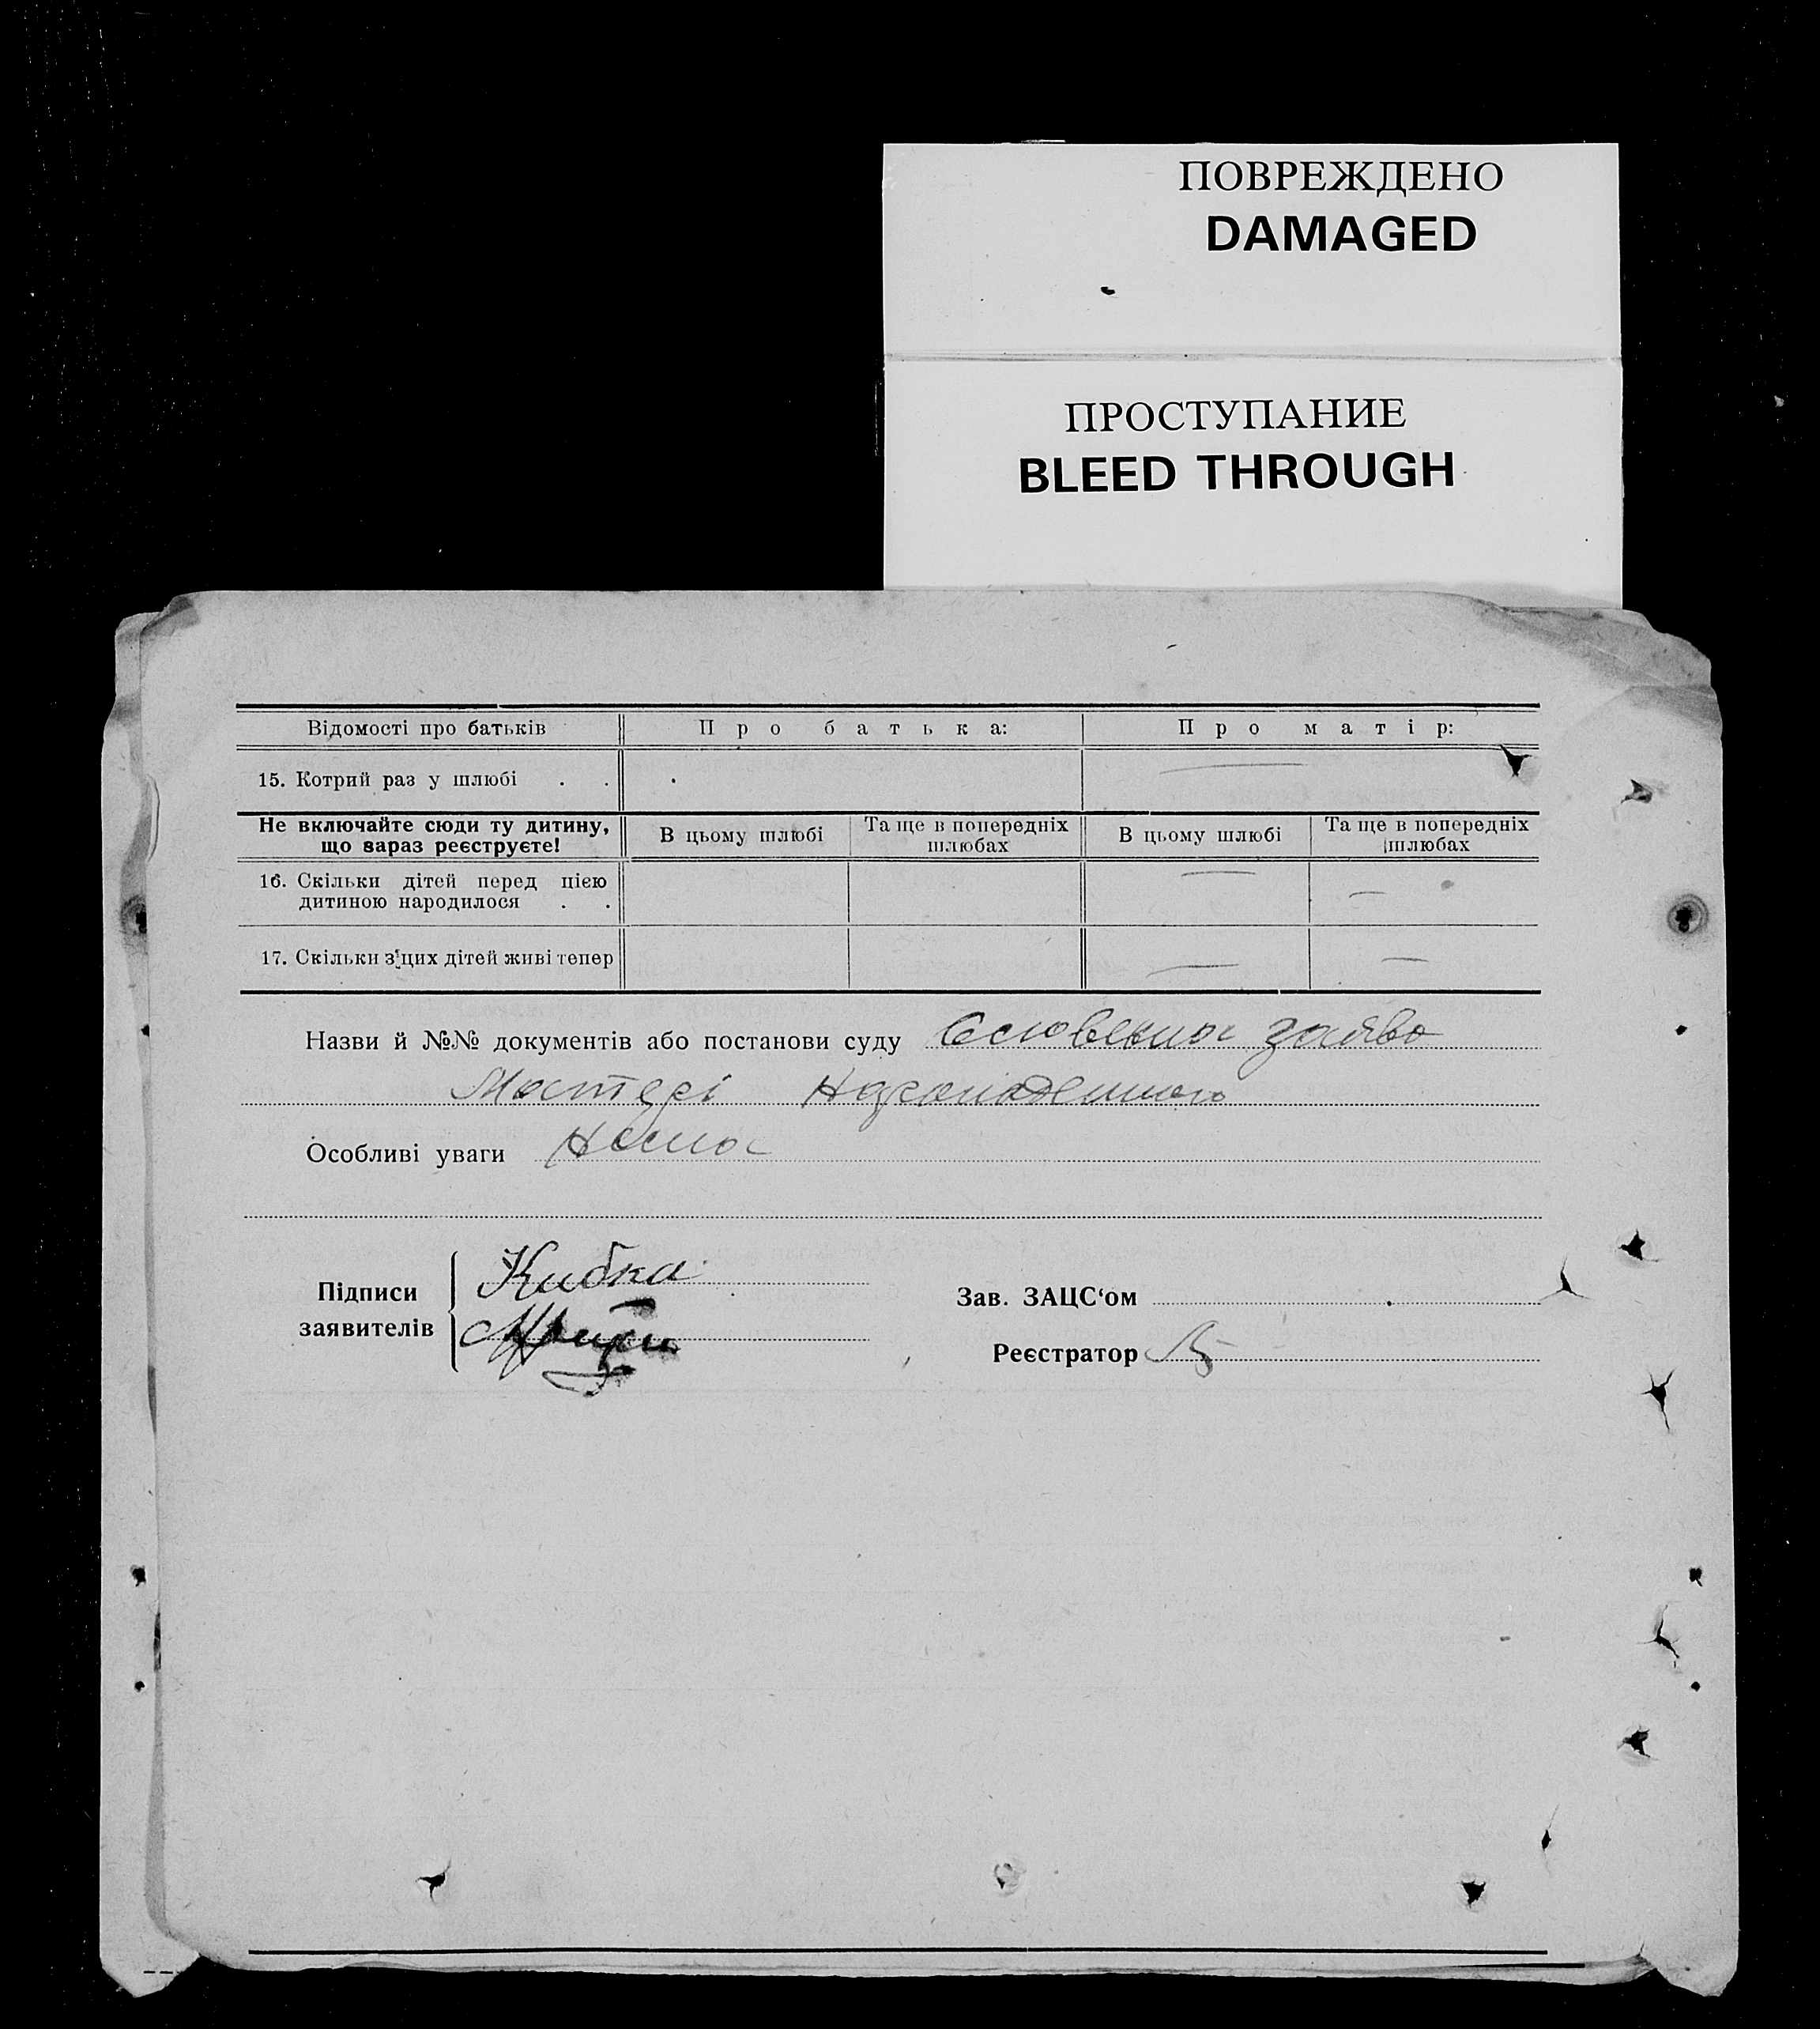 ПОВРЕЖДЕНО
DAMAGED
ПРОСТУПАНИЕ
BLEED THROUGH
Відомості про батьків Про батька: Про матір:
15. Котрий раз у шлюбі . .
Не включайте сюди ту дитину, що вараз реєструєте! В цьому шлюбі Та ще в попередніх шлюбах В цьому шлюбі Та ще в попередніх шлюбах
16. Скільки дітей перед цією
дитиною народилося . .
17. Скільки з цих дітей живі тепер
Назви й №№ документів або постанови суду Словесна заява
Матері
Особливі уваги Нема
Підписи
заявителів
Кибка
Зав. ЗАЦС‘ом
Реєстратор